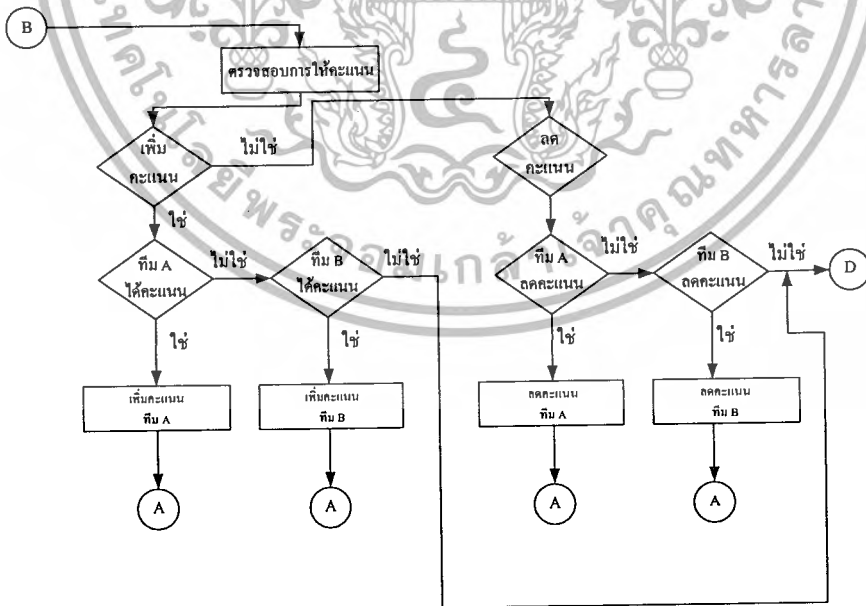 B
ตรวจสอบการให้คะแนน
เพิ่ม
คะแนน
ไม่ใช่
ลด
คะแนน
ใช่
ทีม A
ได้คะแนน
ไม่ใช่
ทีม B
ได้คะแนน
ไม่ใช่
ทีม A
ลดคะแนน
ไม่ใช่
ทีม B
ลดคะแนน
ไม่ใช่
D
ใช่
ใช่
ใช่
ใช่
เพิ่มคะแนน
ทีม A
เพิ่มคะแนน
ทีม B
ลดคะแนน
ทีม A
ลดคะแนน
ทีม B
A
A
A
A